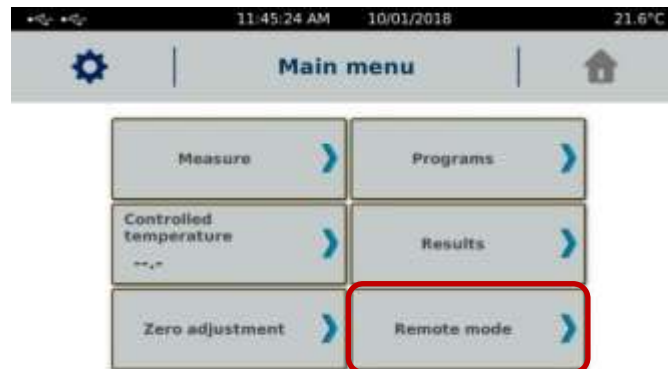 11:45:24 AM 10/01/2018 21.6°C
Main menu
Measure
Programs
Controlled
temperature
--.-
Results
Zero adjustment
Remote mode